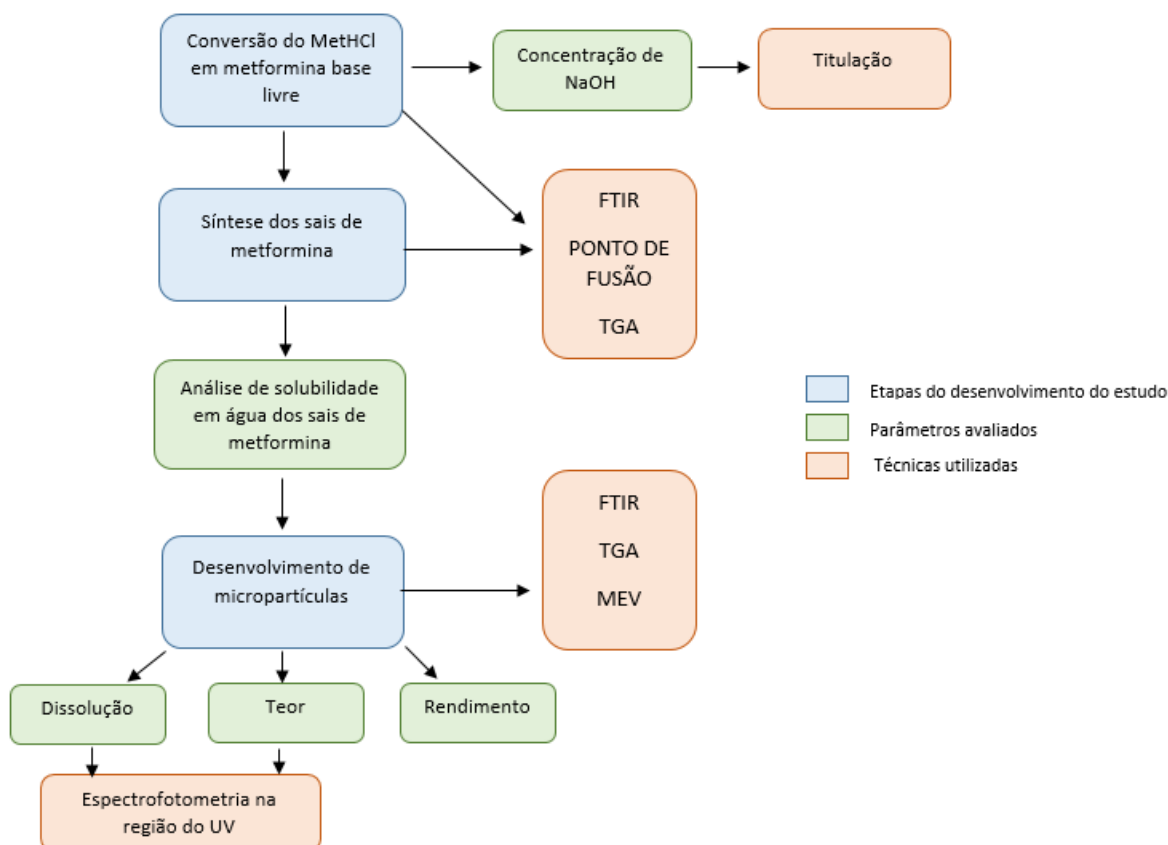 Conversão do MetHCl
em metformina base
livre
Concentração de
NaOH
Titulação
Síntese dos sais de
metformina
FTIR
PONTO DE
FUSÃO
TGA
Análise de solubilidade
em água dos sais de
metformina
Etapas do desenvolvimento do estudo
Parâmetros avaliados
Técnicas utilizadas
Desenvolvimento de
micropartículas
FTIR
TGA
MEV
Dissolução
Teor
Rendimento
Espectrofotometria na
região do UV